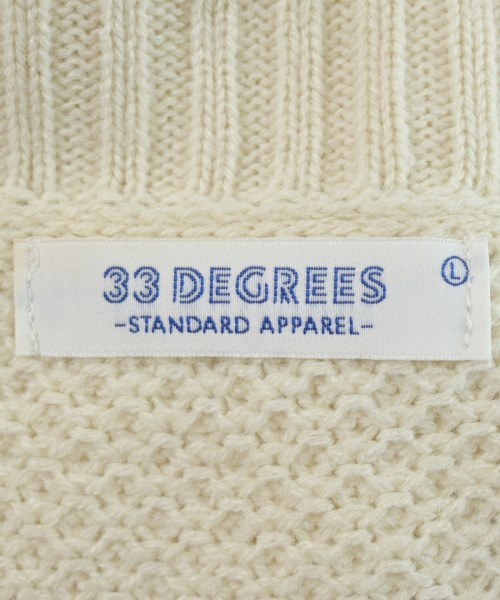 33 DEGREES
-STANDARD APPAREL-
L